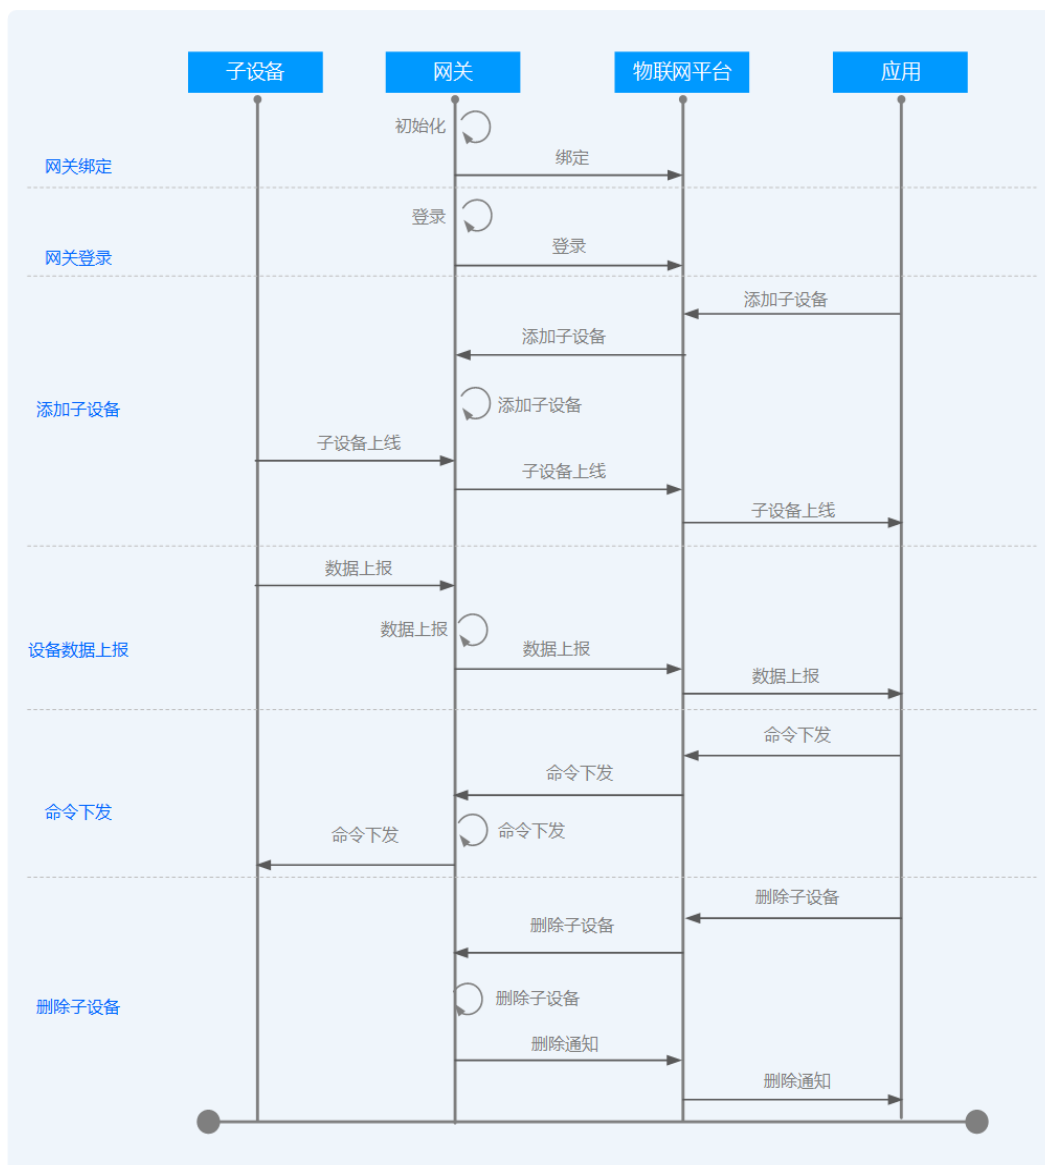 子设备
网关
物联网平台
应用
初始化
绑定
网关绑定
登录
登录
网关登录
添加子设备
添加子设备
添加子设备
添加子设备
子设备上线
子设备上线
子设备上线
数据上报
数据上报
数据上报
设备数据上报
数据上报
命令下发
命令下发
命令下发
命令下发
命令下发
删除子设备
删除子设备
删除子设备
删除子设备
删除通知
删除通知